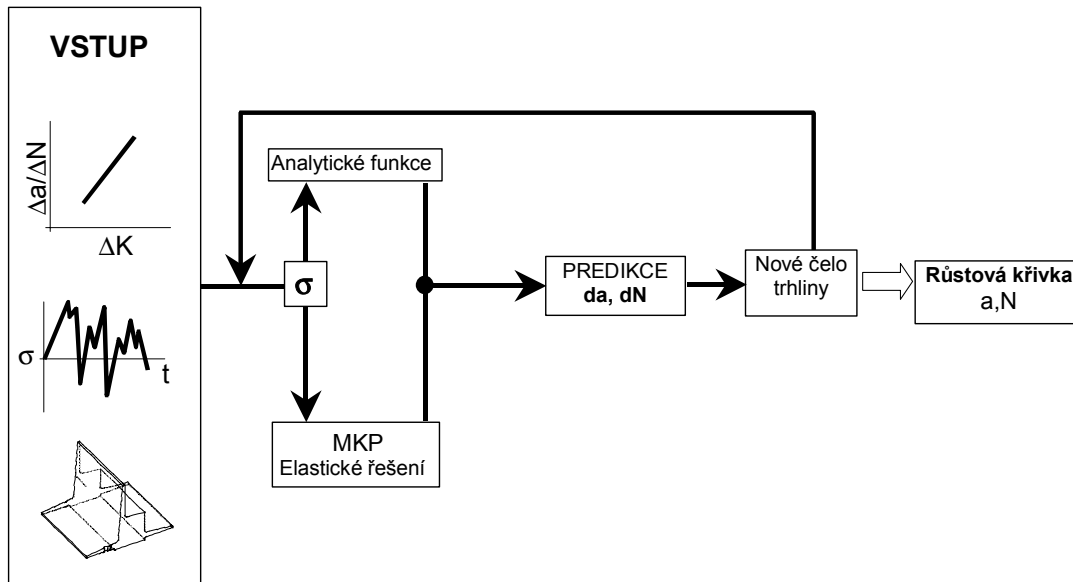 VSTUP
Δa/ΔN
ΔK
σ
t
Analytické funkce
σ
MKP
Elastické řešení
PREDIKCE
da, dN
Nové čelo
trhliny
Růstová křivka
a,N